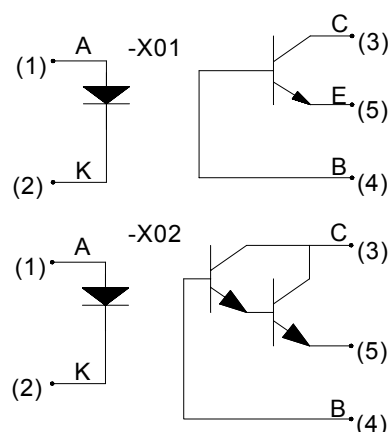 A -X01 C
(1) (3)
E
(5)
K B
(2) (4)
A -X02 C
(1) (3)
(5)
K
(2) B
(4)